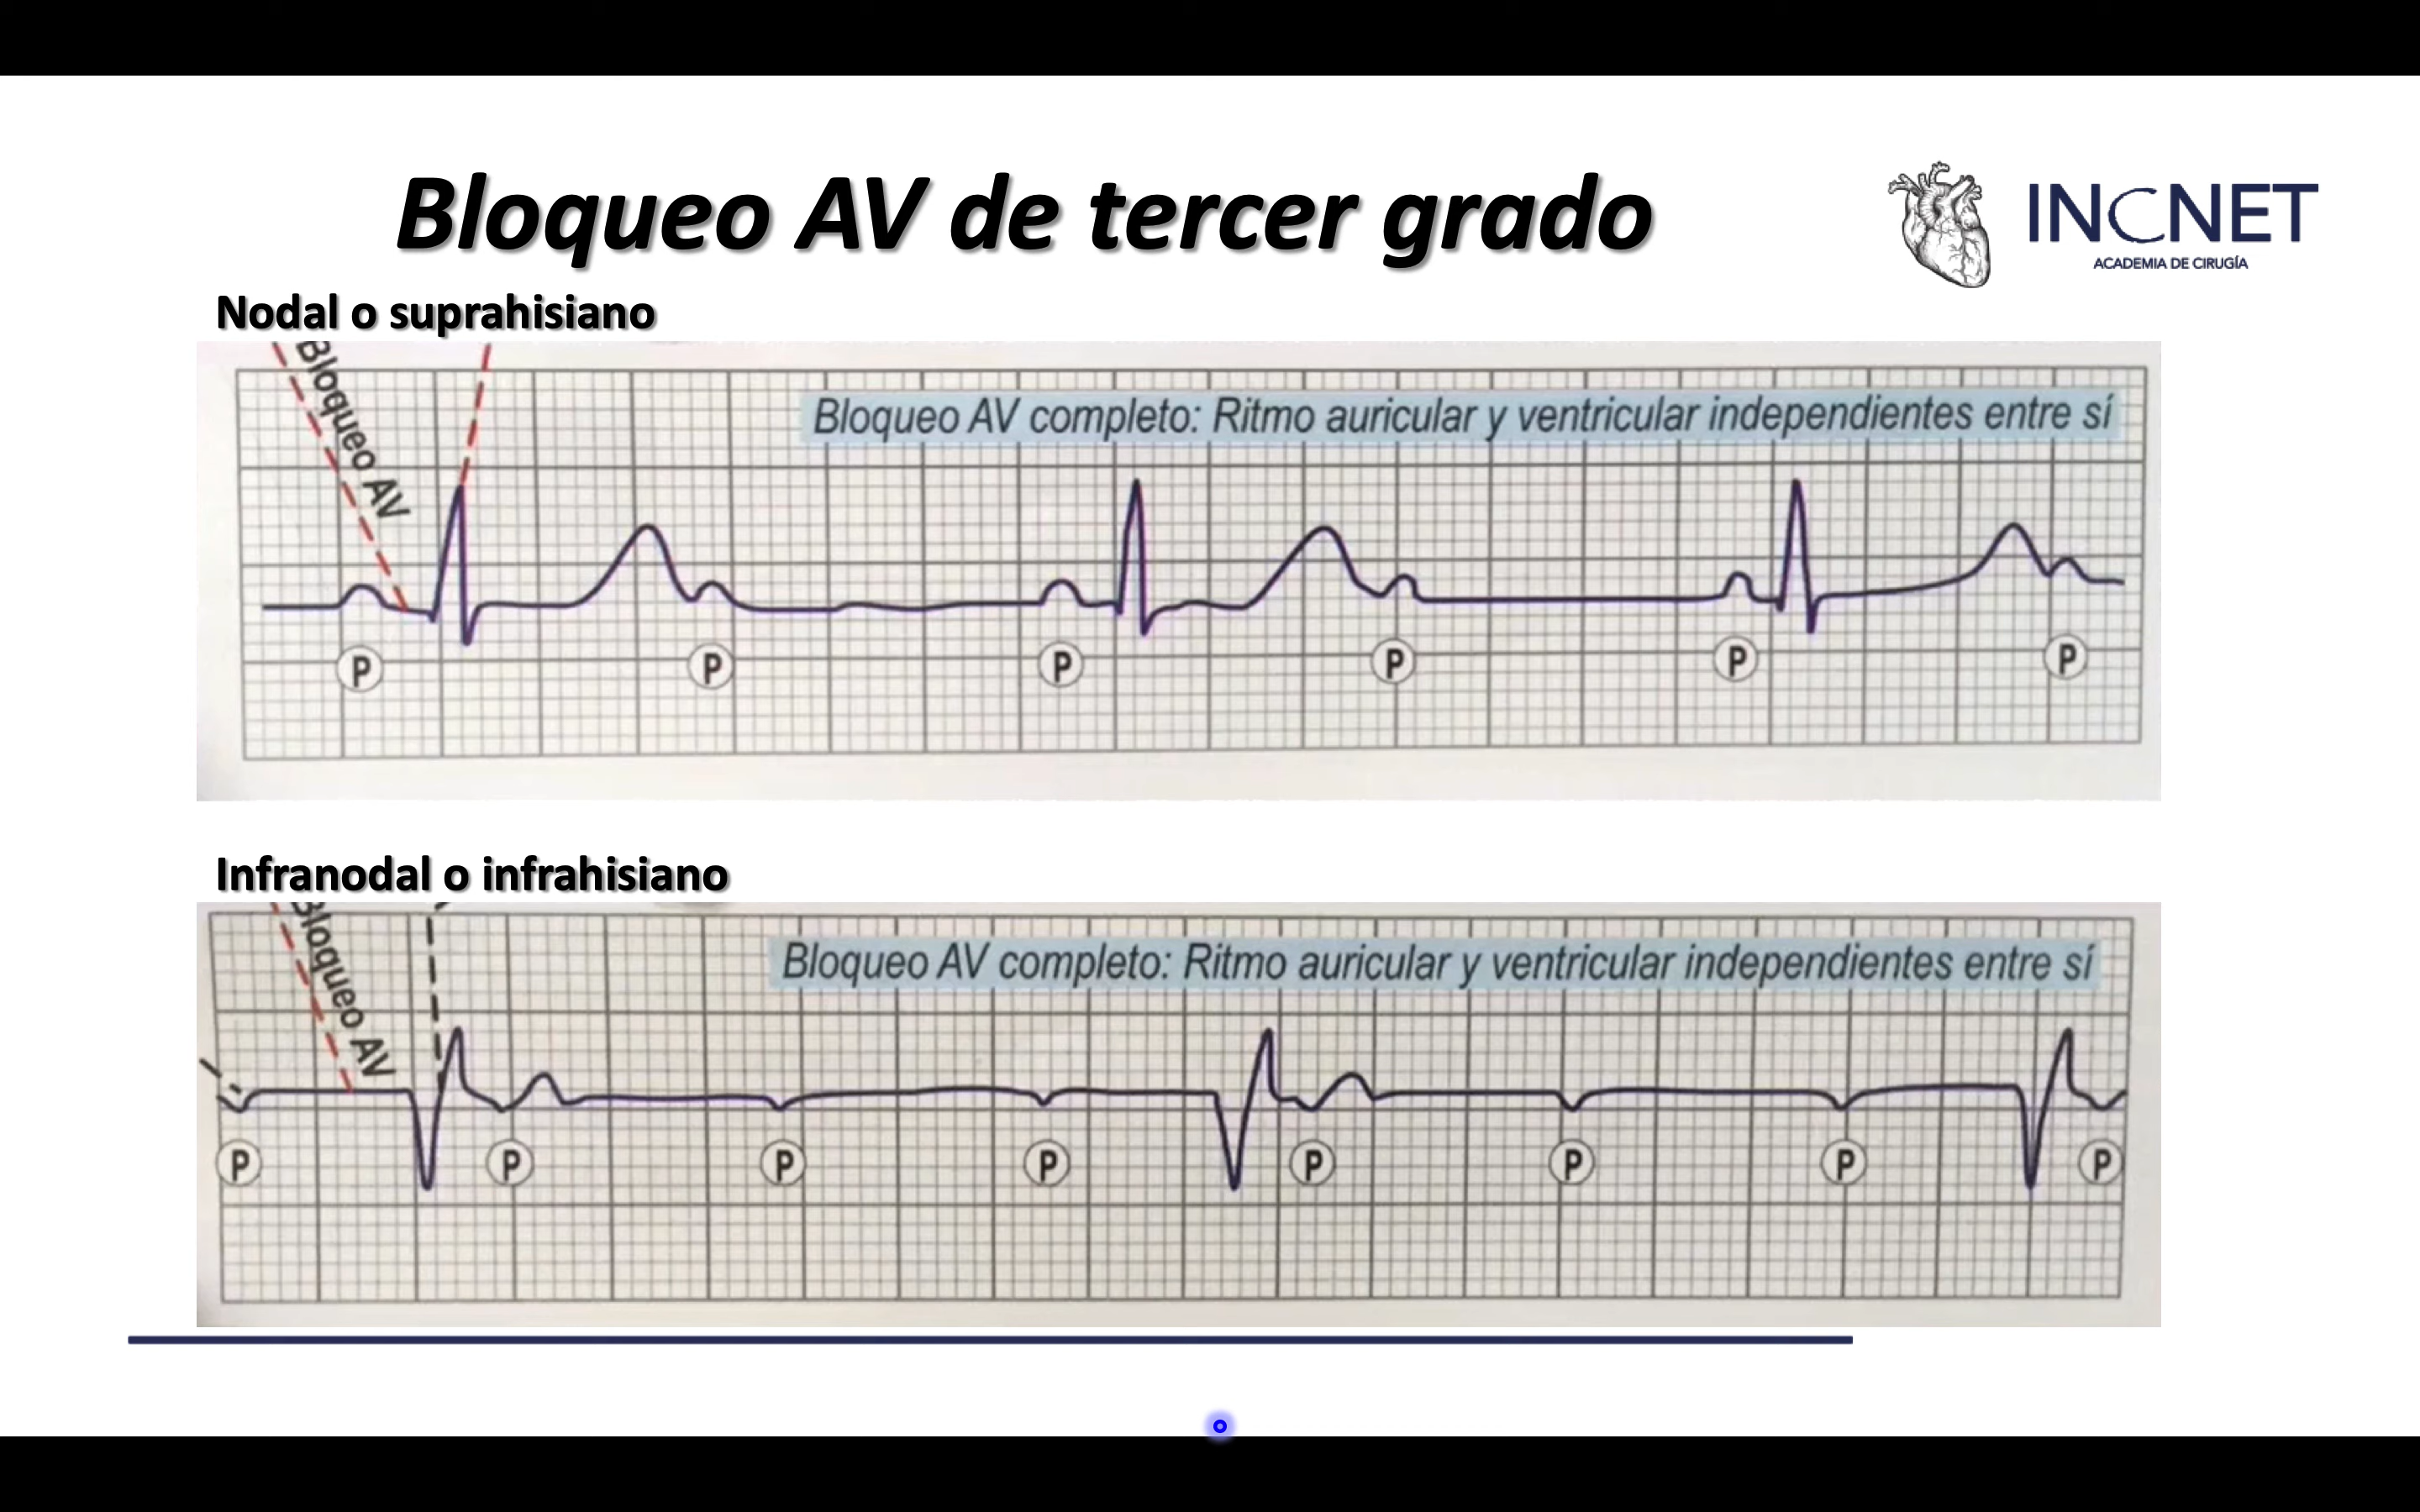 Bloqueo AV de tercer grado
INCNET
ACADEMIA DE CIRUGÍA
Nodal o suprahisiano
Bloqueo AV
Bloqueo AV completo: Ritmo auricular y ventricular independientes entre sí
P P P P P P
Infranodal o infrahisiano
Bloqueo AV
Bloqueo AV completo: Ritmo auricular y ventricular independientes entre sí
P P P P P P P P